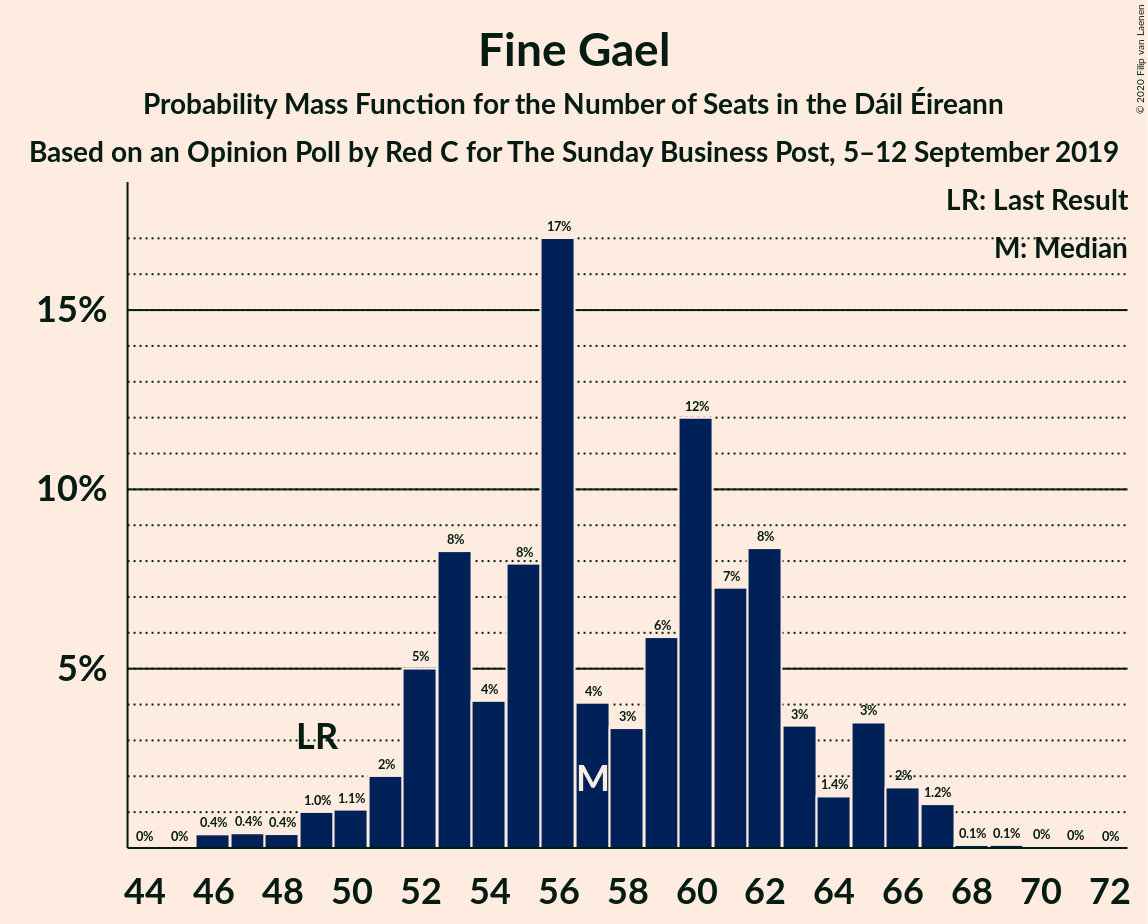 Fine Gael
Probability Mass Function for the Number of Seats in the Dáil Éireann
Based on an Opinion Poll by Red C for The Sunday Business Post, 5–12 September 2019
© 2020 Filip van Laenen
LR: Last Result
M: Median
17%
15%
12%
10%
8% 8% 8% 7%
6%
5%
5%
4% 4% 3% 3% 3%
LR
M
2% 2%
1.4%
1.0% 1.1% 1.2%
0% 0% 0.4% 0.4% 0.4% 0.1% 0.1% 0% 0% 0%
44 46 48 50 52 54 56 58 60 62 64 66 68 70 72